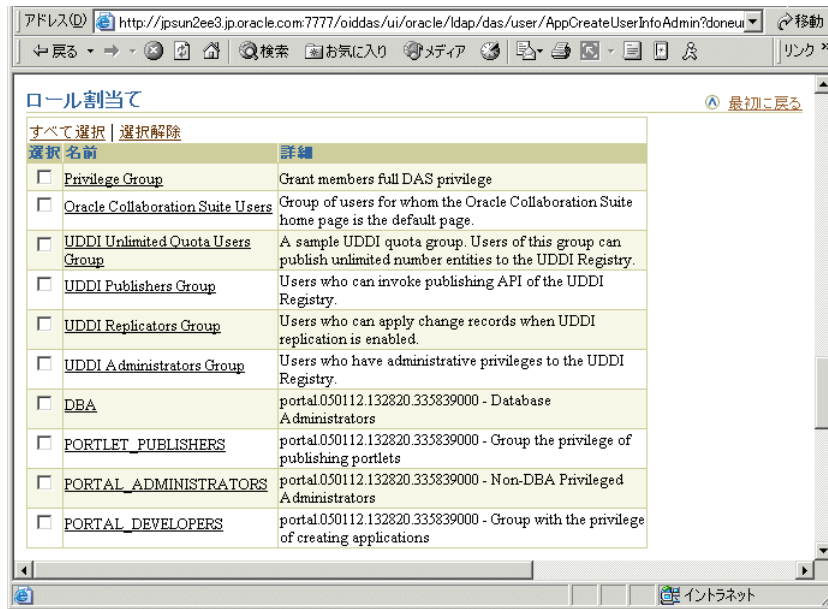 アドレス(D) http://jpsun2ee3.jp.oracle.com:7777/oiddas/ui/oracle/ldap/das/user/AppCreateUserInfoAdmin?doneu 移動
戻る 検索 お気に入り メディア リンク »
ロール割当て 最初に戻る
すべて選択 | 選択解除
選択 名前 詳細
Privilege Group Grant members full DAS privilege
Oracle Collaboration Suite Users Group of users for whom the Oracle Collaboration Suite
home page is the default page.
UDDI Unlimited Quota Users A sample UDDI quota group. Users of this group can
Group publish unlimited number entities to the UDDI Registry.
UDDI Publishers Group Users who can invoke publishing API of the UDDI
Registry.
UDDI Replicators Group Users who can apply change records when UDDI
replication is enabled.
UDDI Administrators Group Users who have administrative privileges to the UDDI
Registry.
DBA portal.050112.132820.335839000 - Database
Administrators
PORTLET_PUBLISHERS portal.050112.132820.335839000 - Group the privilege of
publishing portlets
PORTAL_ADMINISTRATORS portal.050112.132820.335839000 - Non-DBA Privileged
Administrators
PORTAL_DEVELOPERS portal.050112.132820.335839000 - Group with the privilege
of creating applications
イントラネット